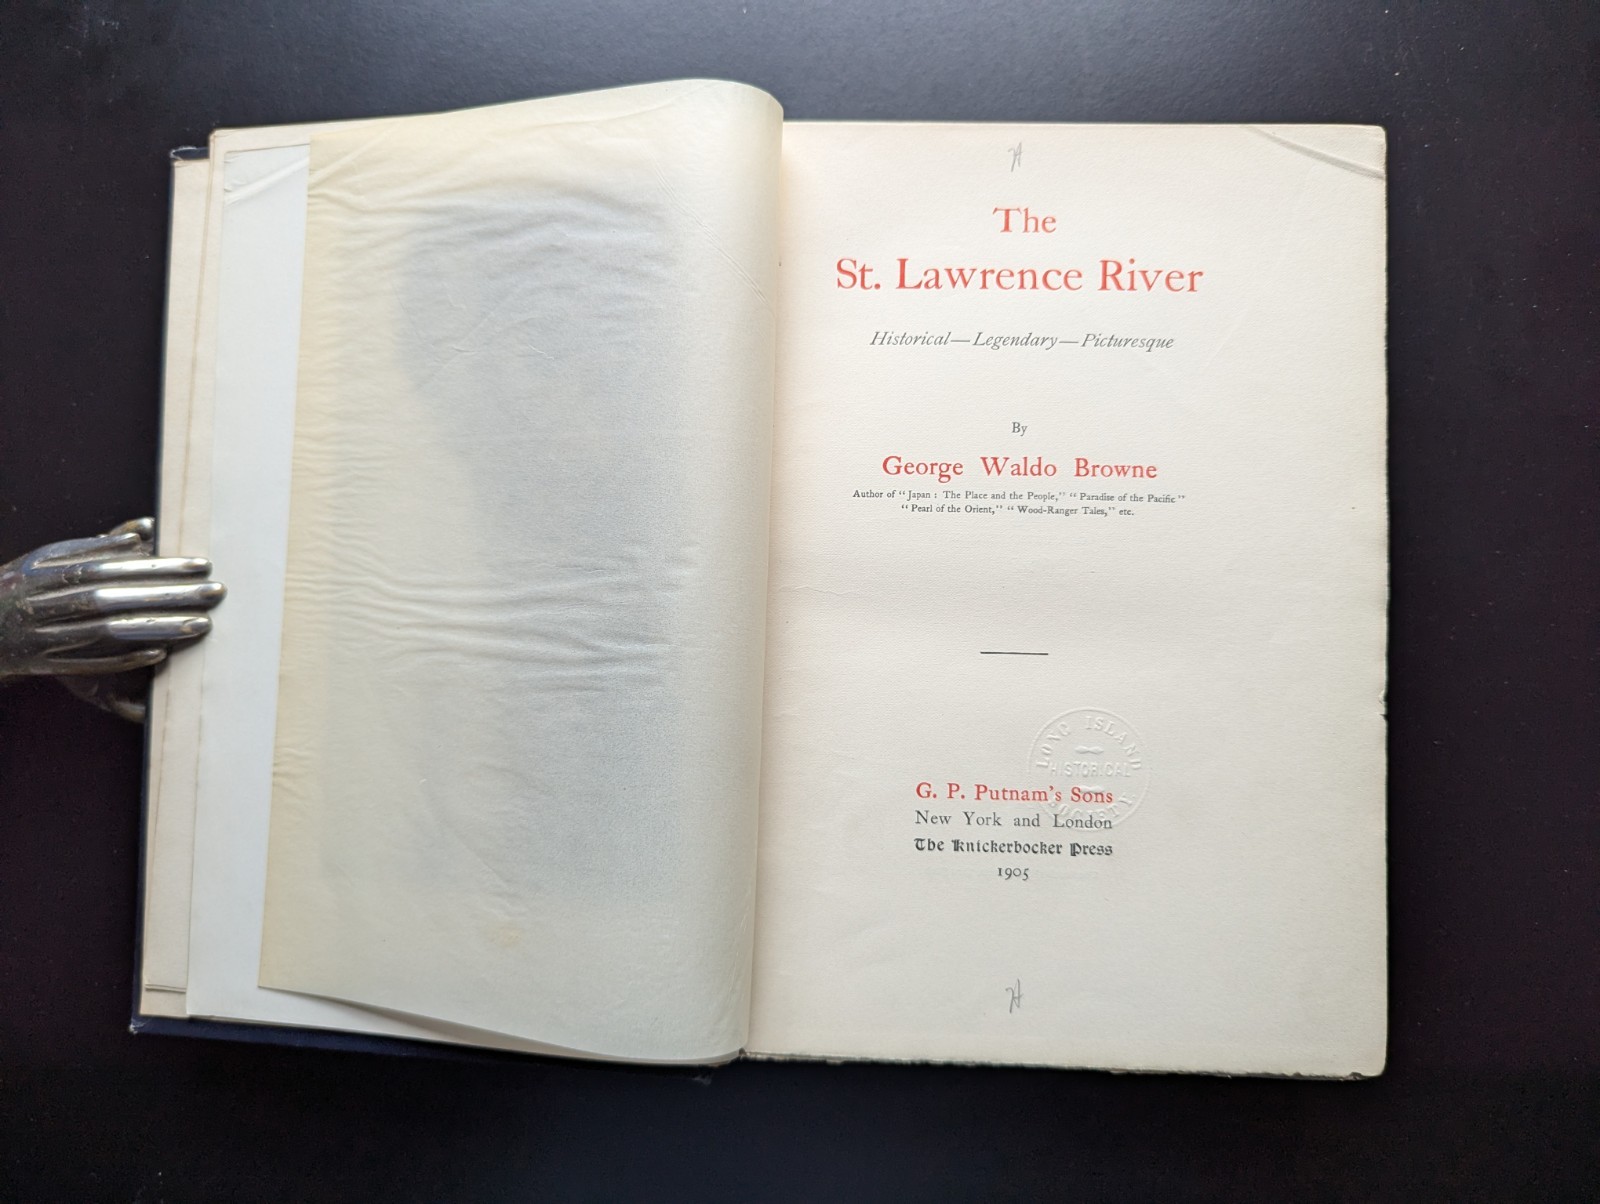 The
St. Lawrence River
Historical—Legendary—Picturesque
By
George Waldo Browne
Author of "Japan: The Place and the People," "Paradise of the Pacific"
"Pearl of the Orient," "Wood-Ranger Tales," etc.
LONG ISLAND
HISTORICAL
SOCIETY
G. P. Putnam's Sons
New York and London
The Knickerbocker Press
1905